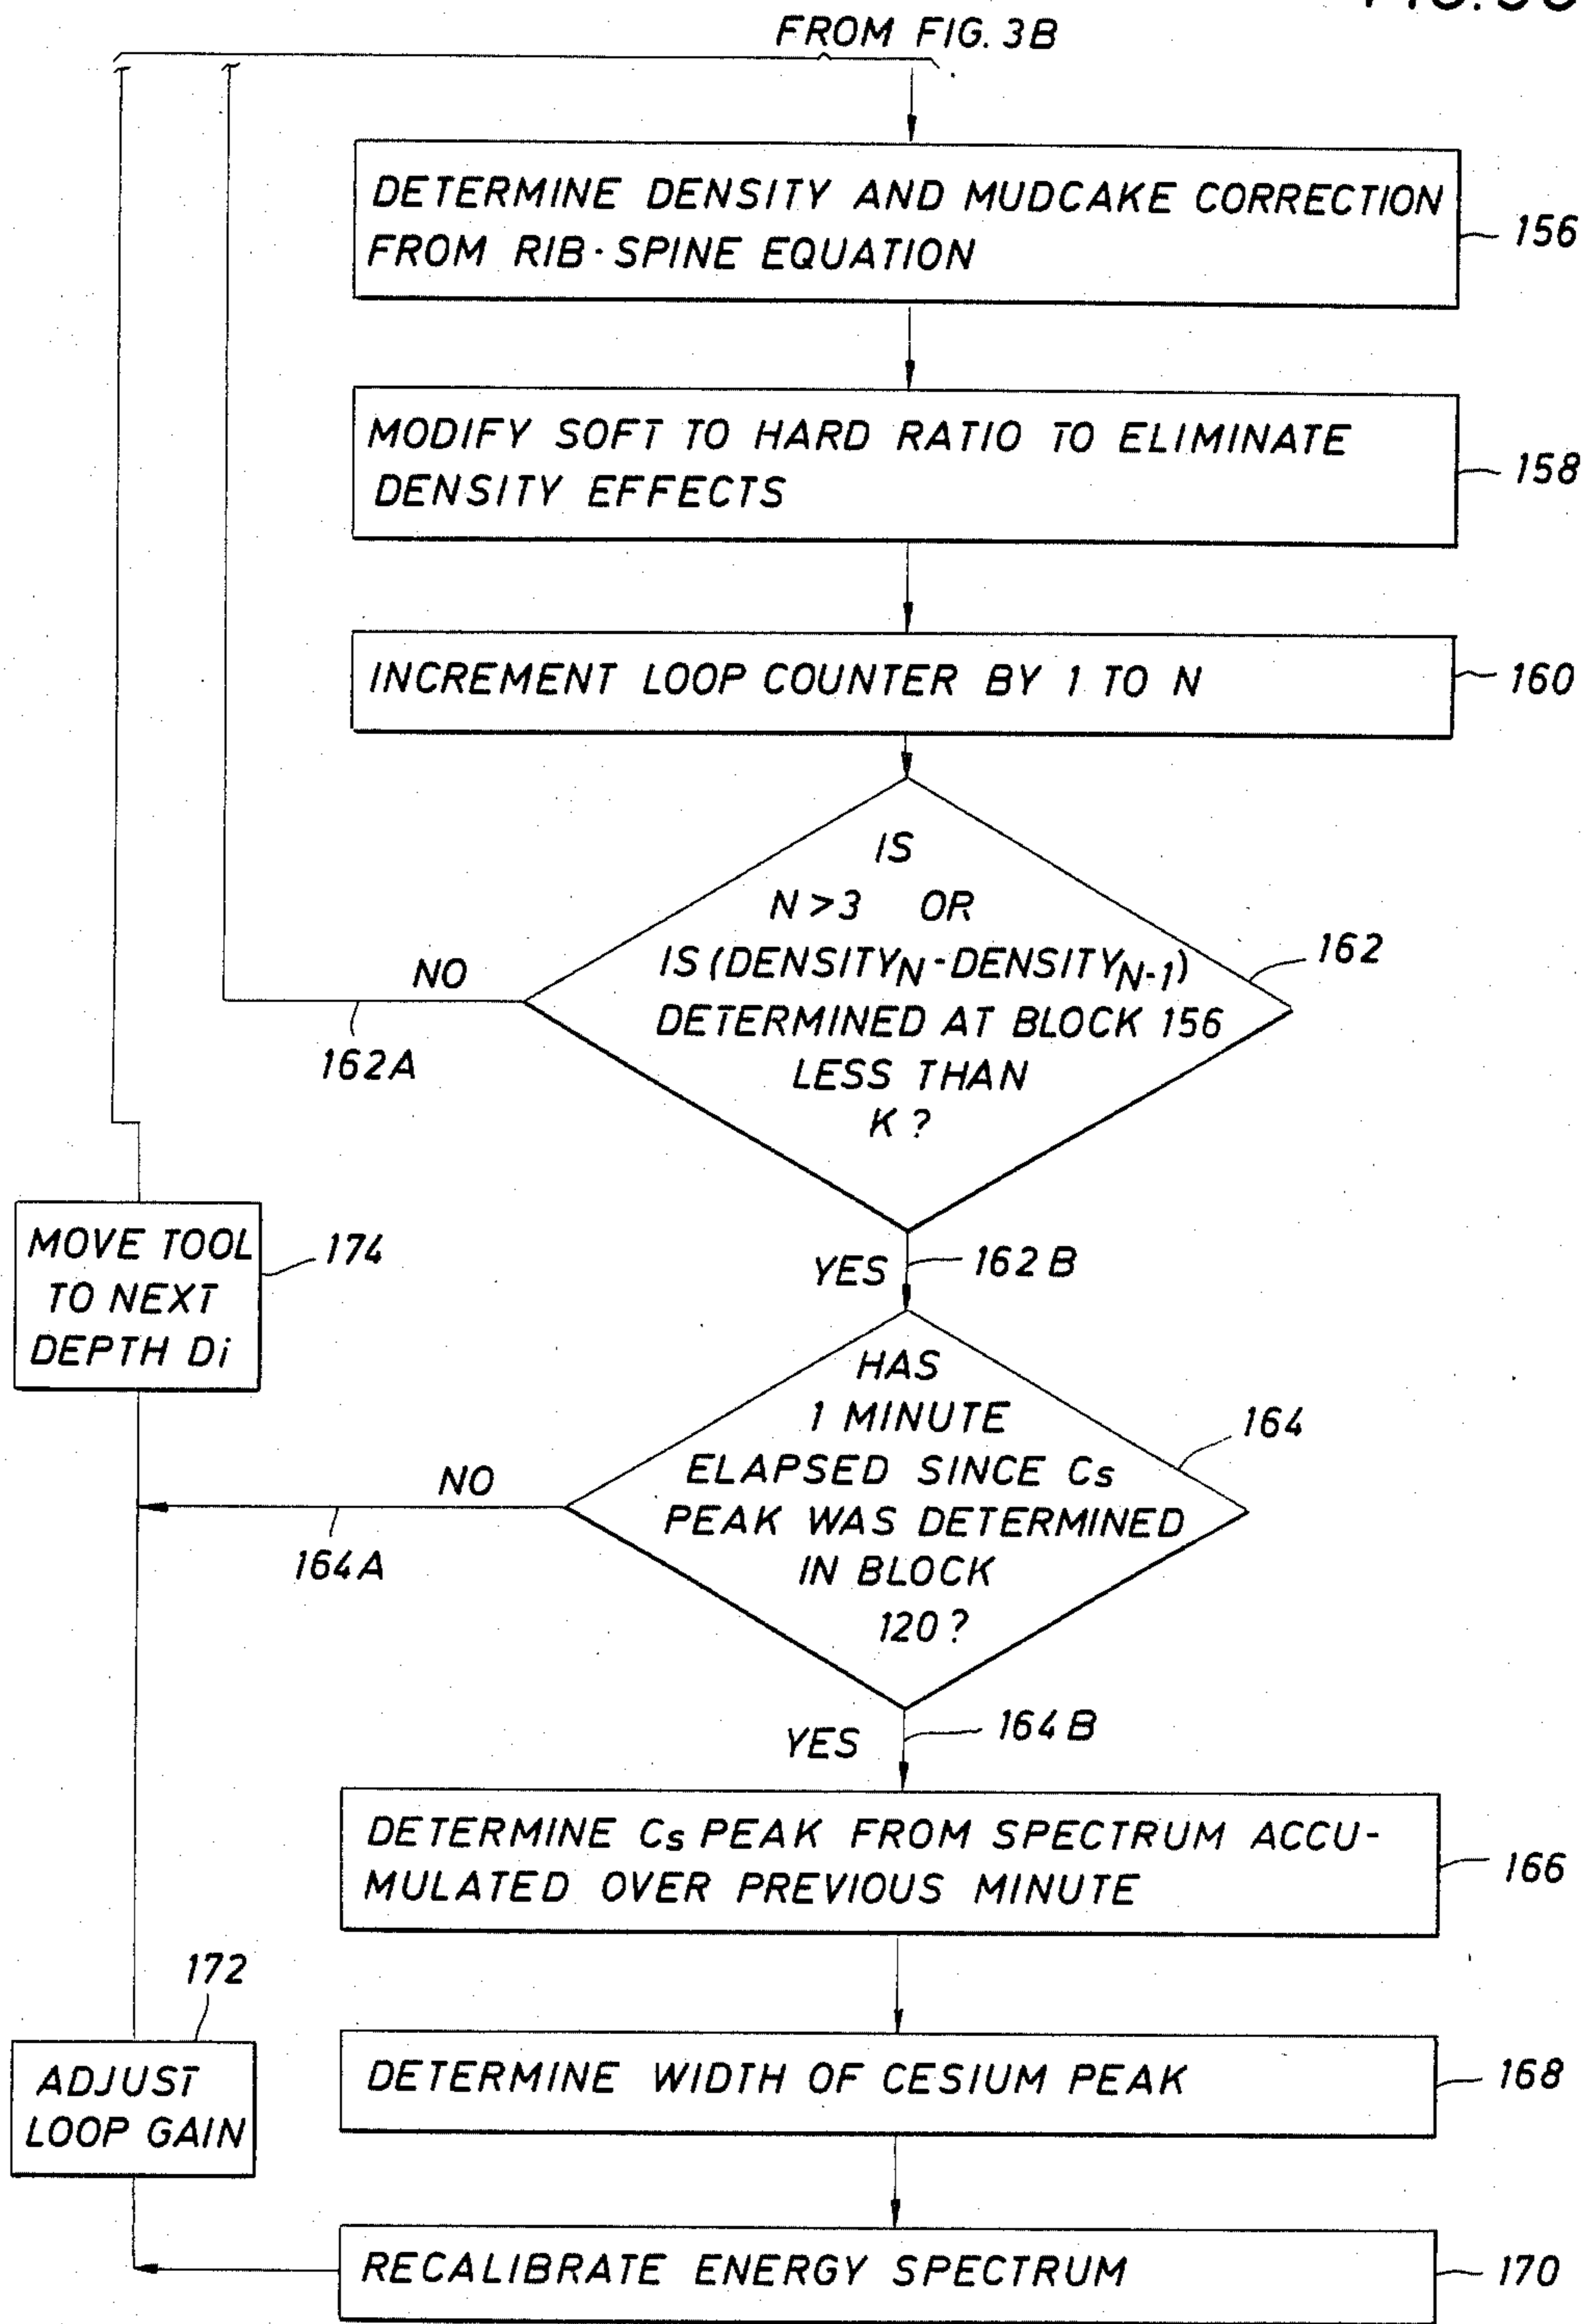 FROM FIG. 3B
DETERMINE DENSITY AND MUDCAKE CORRECTION
FROM RIB-SPINE EQUATION
156
MODIFY SOFT TO HARD RATIO TO ELIMINATE
DENSITY EFFECTS
158
INCREMENT LOOP COUNTER BY 1 TO N
160
IS
N>3 OR
IS (DENSITYN-DENSITYN-1)
DETERMINED AT BLOCK 156
LESS THAN
K?
162
NO
162A
YES
162B
MOVE TOOL
TO NEXT
DEPTH Di
174
HAS
1 MINUTE
ELAPSED SINCE Cs
PEAK WAS DETERMINED
IN BLOCK
120?
164
NO
164A
YES
164B
DETERMINE Cs PEAK FROM SPECTRUM ACCU-
MULATED OVER PREVIOUS MINUTE
166
172
ADJUST
LOOP GAIN
DETERMINE WIDTH OF CESIUM PEAK
168
RECALIBRATE ENERGY SPECTRUM
170